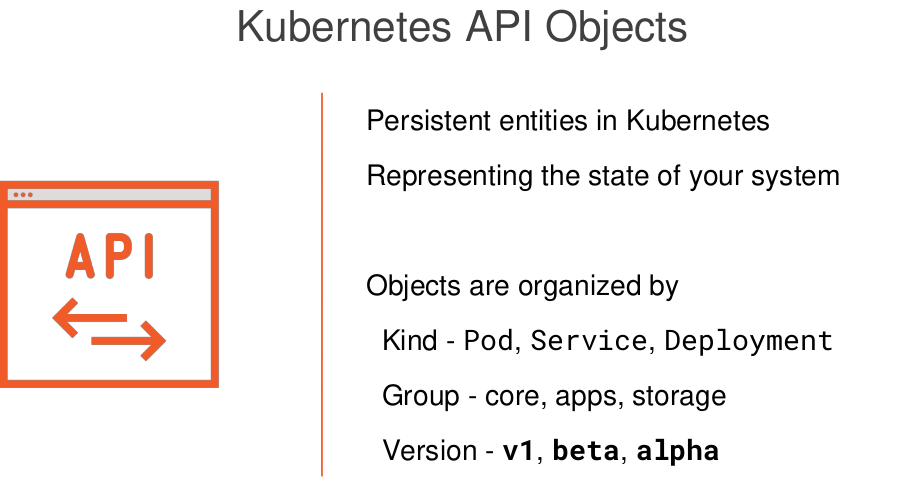 Kubernetes API Objects
Persistent entities in Kubernetes
Representing the state of your system
API
Objects are organized by
Kind - Pod, Service, Deployment
Group - core, apps, storage
Version - v1, beta, alpha